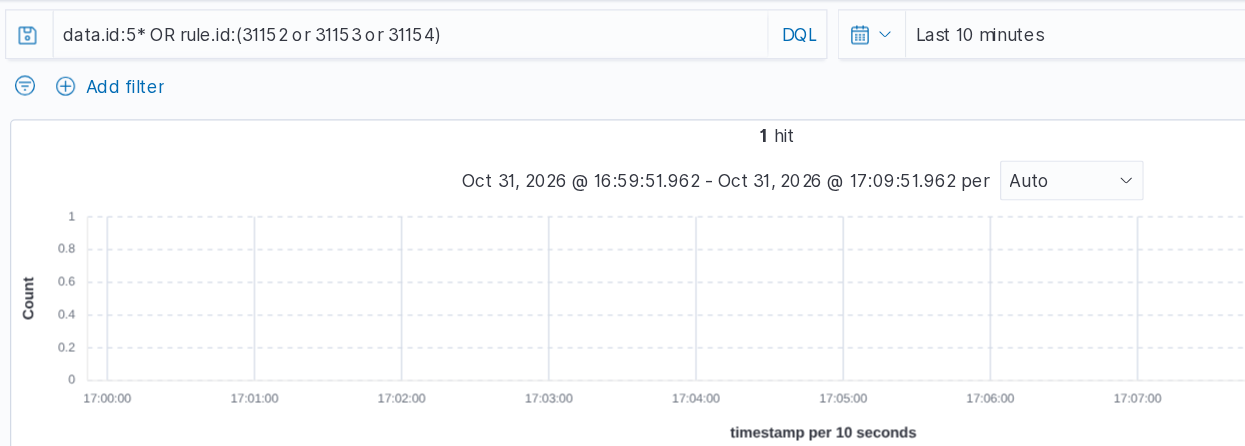 data.id:5* OR rule.id:(31152 or 31153 or 31154)
DQL
Last 10 minutes
Add filter
1 hit
Oct 31, 2026 @ 16:59:51.962 - Oct 31, 2026 @ 17:09:51.962 per
Auto
Count
1
0.8
0.6
0.4
0.2
0
17:00:00 17:01:00 17:02:00 17:03:00 17:04:00 17:05:00 17:06:00 17:07:00
timestamp per 10 seconds